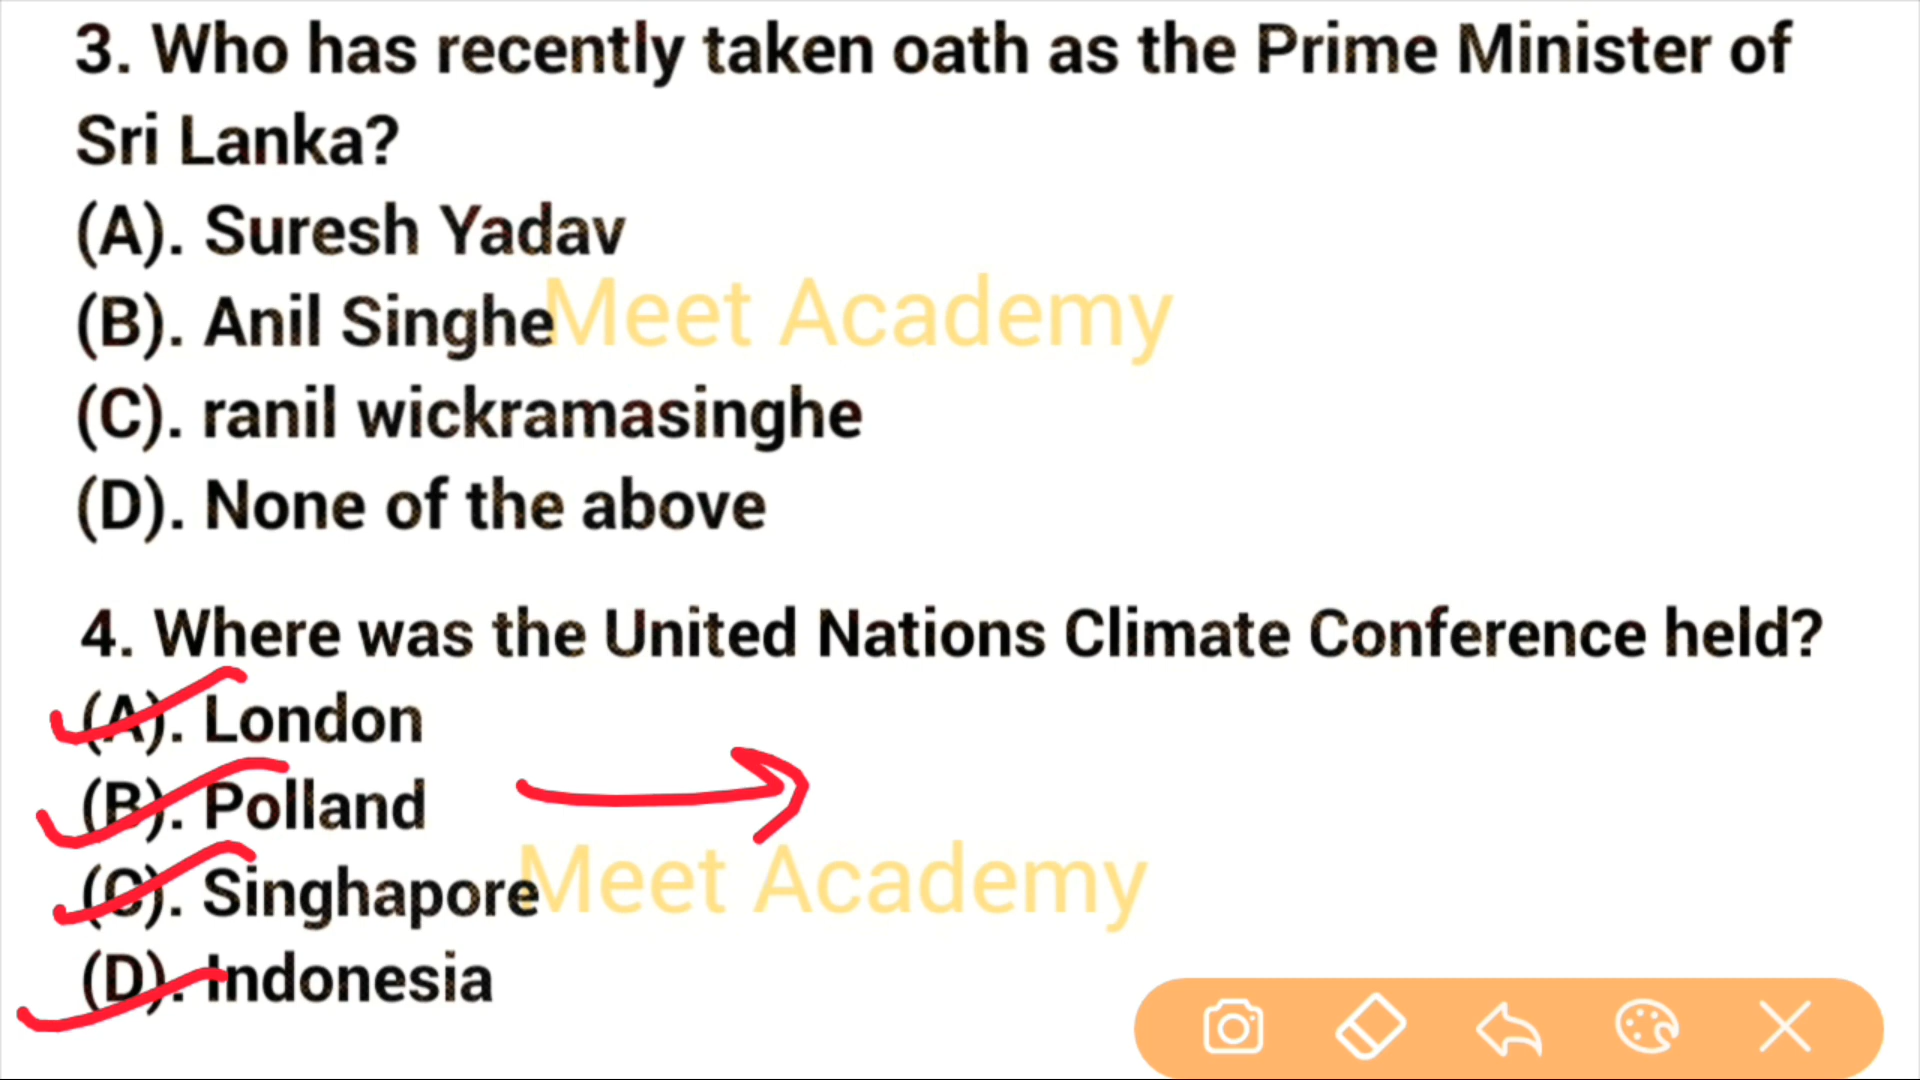 3. Who has recently taken oath as the Prime Minister of
Sri Lanka?
(A). Suresh Yadav
(B). Anil Singhe
Meet Academy
(C). ranil wickramasinghe
(D). None of the above
4. Where was the United Nations Climate Conference held?
(A). London
(B). Polland
(C). Singhapore
Meet Academy
(D). Indonesia